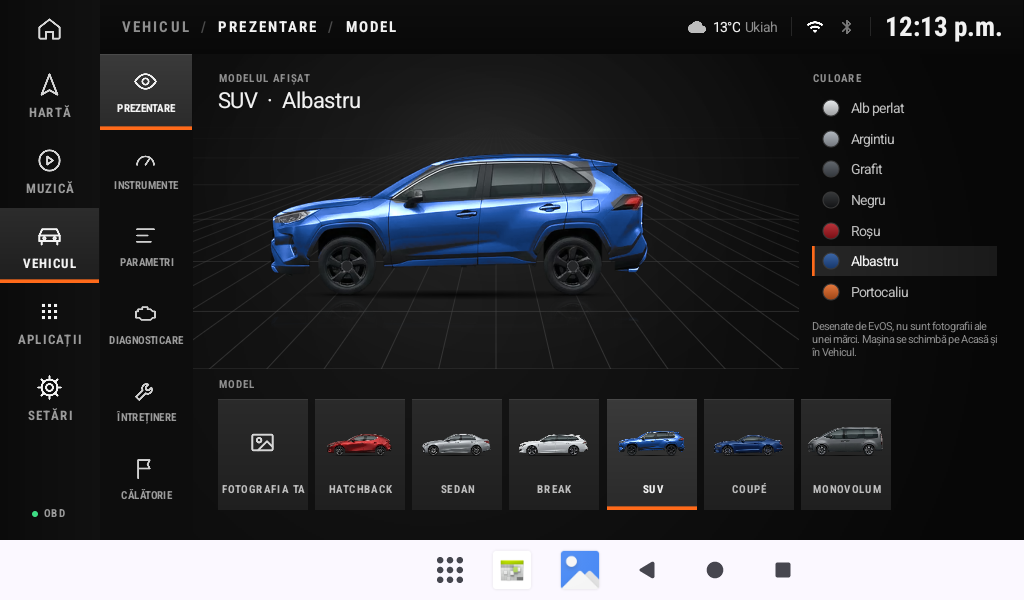 VEHICUL / PREZENTARE / MODEL
13°C Ukiah
12:13 p.m.
HARTĂ
MUZICĂ
VEHICUL
APLICAȚII
SETĂRI
OBD
PREZENTARE
INSTRUMENTE
PARAMETRI
DIAGNOSTICARE
ÎNTREȚINERE
CĂLĂTORIE
MODELUL AFIȘAT
SUV · Albastru
CULOARE
Alb perlat
Argintiu
Grafit
Negru
Roșu
Albastru
Portocaliu
Desenate de EvOS, nu sunt fotografii ale
unei mărci. Mașina se schimbă pe Acasă și
în Vehicul.
MODEL
FOTOGRAFIA TA
HATCHBACK
SEDAN
BREAK
SUV
COUPÉ
MONOVOLUM